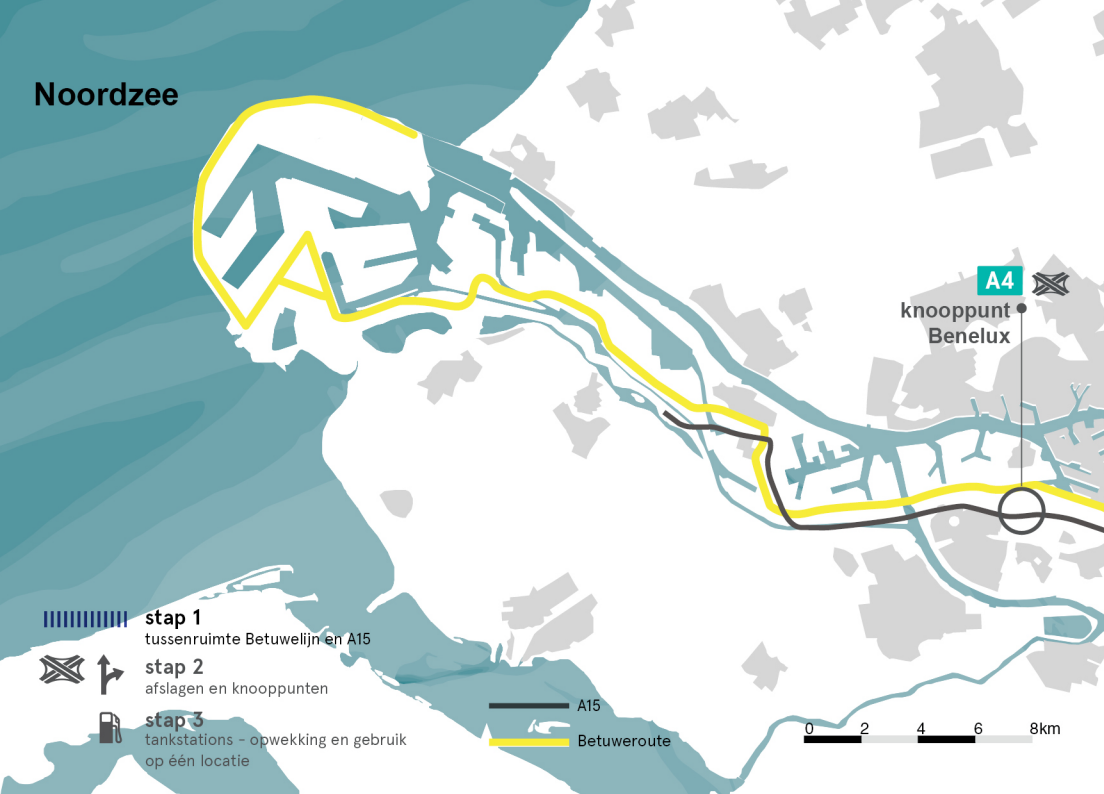 Noordzee
A4
knooppunt
Benelux
stap 1
tussenruimte Betuwelijn en A15
stap 2
afslagen en knooppunten
stap 3
tankstations - opwekking en gebruik
op één locatie
A15
Betuweroute
0 2 4 6 8km